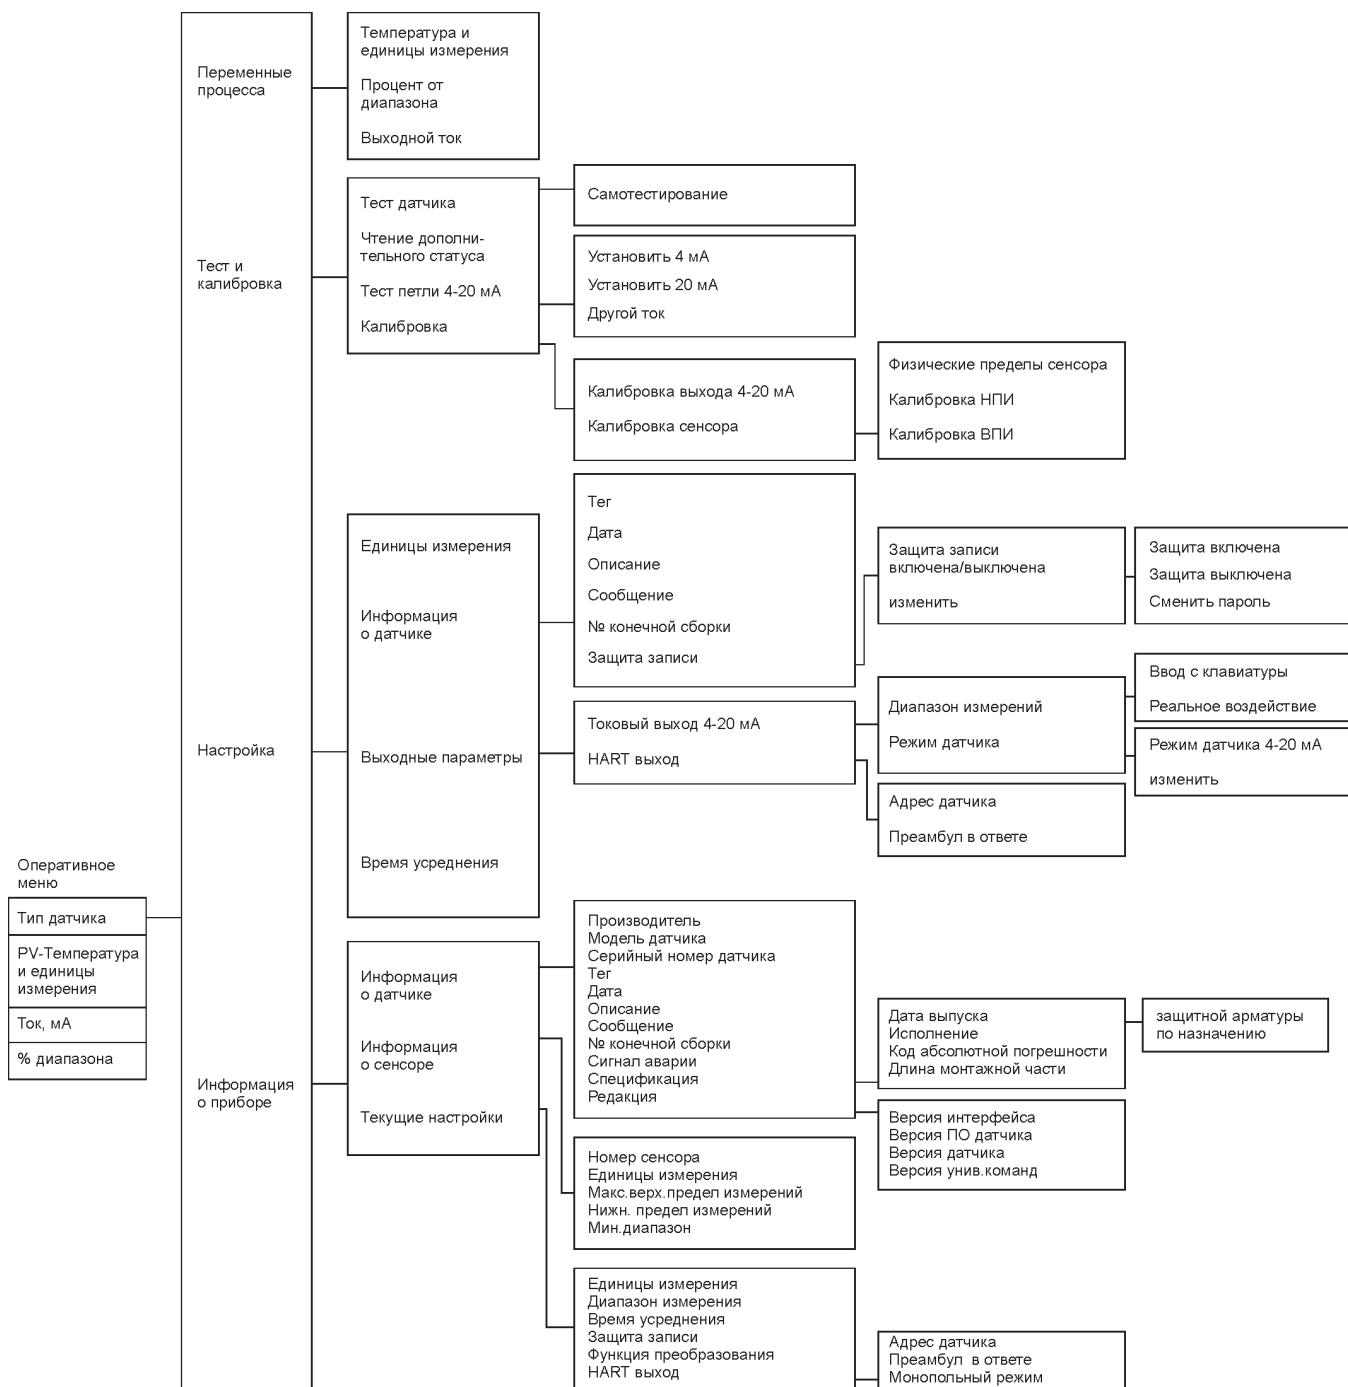 Переменные
процесса
Температура и
единицы измерения
Процент от
диапазона
Выходной ток
Тест и
калибровка
Тест датчика
Чтение дополни-
тельного статуса
Тест петли 4-20 мА
Калибровка
Самотестирование
Установить 4 мА
Установить 20 мА
Другой ток
Калибровка выхода 4-20 мА
Калибровка сенсора
Физические пределы сенсора
Калибровка НПИ
Калибровка ВПИ
Настройка
Единицы измерения
Информация
о датчике
Выходные параметры
Время усреднения
Тег
Дата
Описание
Сообщение
№ конечной сборки
Защита записи
Защита записи
включена/выключена
изменить
Защита включена
Защита выключена
Сменить пароль
Токовый выход 4-20 мА
HART выход
Диапазон измерений
Режим датчика
Ввод с клавиатуры
Реальное воздействие
Режим датчика 4-20 мА
изменить
Адрес датчика
Преамбул в ответе
Оперативное
меню
Тип датчика
PV-Температура
и единицы
измерения
Ток, мА
% диапазона
Информация
о приборе
Информация
о датчике
Информация
о сенсоре
Текущие настройки
Производитель
Модель датчика
Серийный номер датчика
Тег
Дата
Описание
Сообщение
№ конечной сборки
Сигнал аварии
Спецификация
Редакция
Дата выпуска
Исполнение
Код абсолютной погрешности
Длина монтажной части
защитной арматуры
по назначению
Версия интерфейса
Версия ПО датчика
Версия датчика
Версия унив.команд
Номер сенсора
Единицы измерения
Макс.верх.предел измерений
Нижн. предел измерений
Мин.диапазон
Единицы измерения
Диапазон измерения
Время усреднения
Защита записи
Функция преобразования
HART выход
Адрес датчика
Преамбул в ответе
Монопольный режим